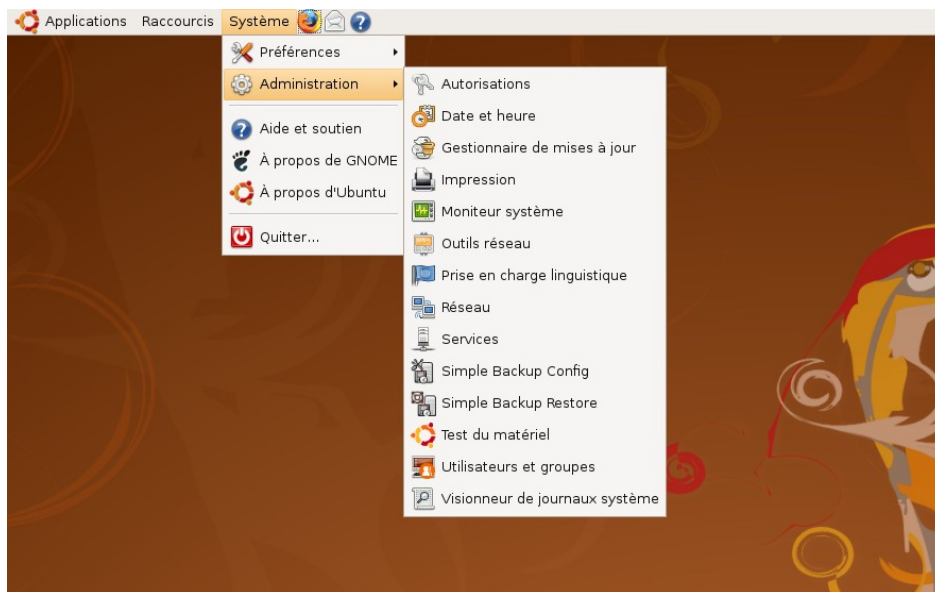 Applications Raccourcis Système
Préférences
Administration
Aide et soutien
À propos de GNOME
À propos d'Ubuntu
Quitter...
Autorisations
Date et heure
Gestionnaire de mises à jour
Impression
Moniteur système
Outils réseau
Prise en charge linguistique
Réseau
Services
Simple Backup Config
Simple Backup Restore
Test du matériel
Utilisateurs et groupes
Visionneur de journaux système